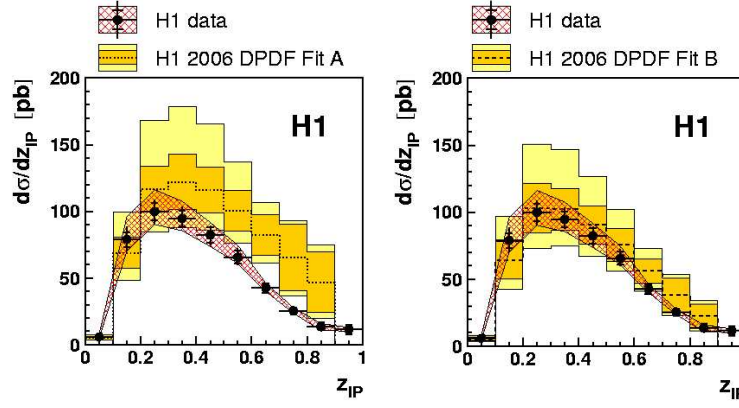 H1 data
H1 2006 DPDF Fit A
dσ/dz_IP [pb]
200
150
100
50
0
H1
0 0.2 0.4 0.6 0.8 1
z_IP
H1 data
H1 2006 DPDF Fit B
dσ/dz_IP [pb]
200
150
100
50
0
H1
0 0.2 0.4 0.6 0.8
z_IP